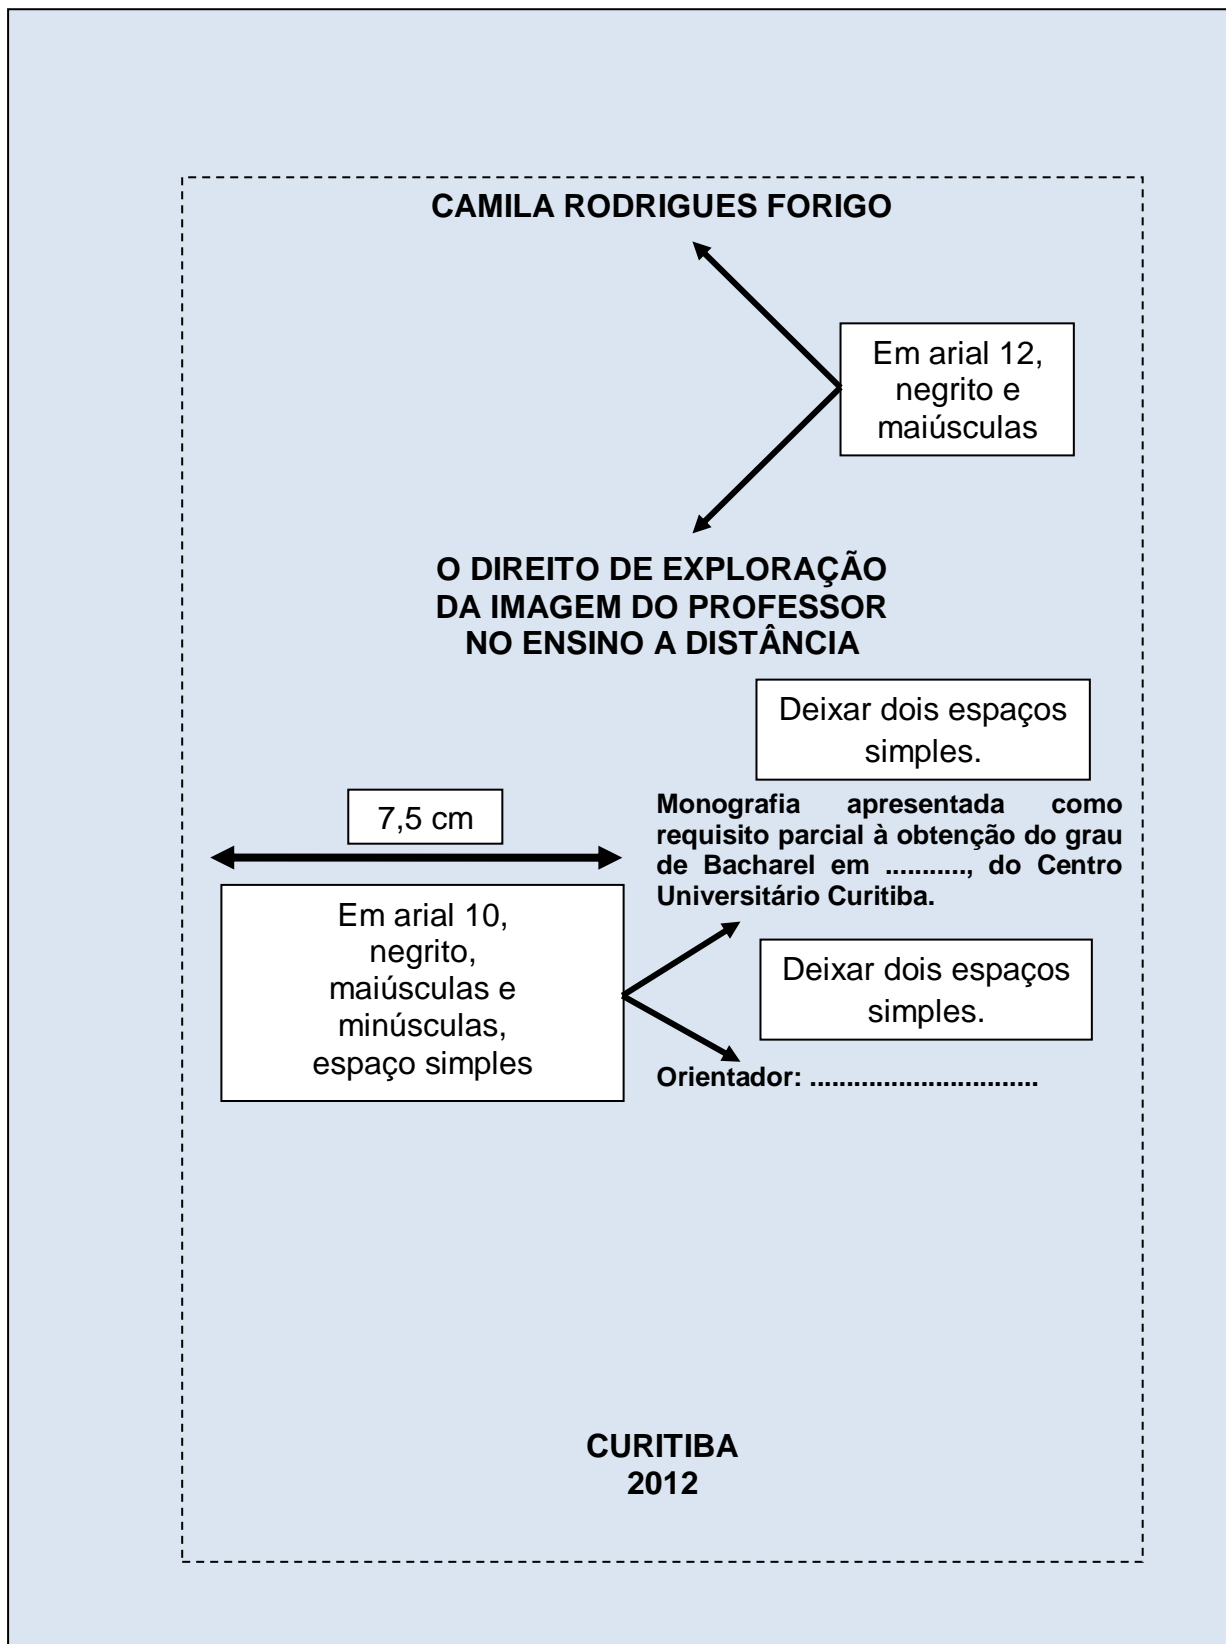 CAMILA RODRIGUES FORIGO
Em arial 12,
negrito e
maiúsculas
O DIREITO DE EXPLORAÇÃO
DA IMAGEM DO PROFESSOR
NO ENSINO A DISTÂNCIA
Deixar dois espaços
simples.
7,5 cm
Monografia apresentada como
requisito parcial à obtenção do grau
de Bacharel em ..........., do Centro
Universitário Curitiba.
Em arial 10,
negrito,
maiúsculas e
minúsculas,
espaço simples
Deixar dois espaços
simples.
Orientador: ...............................
CURITIBA
2012